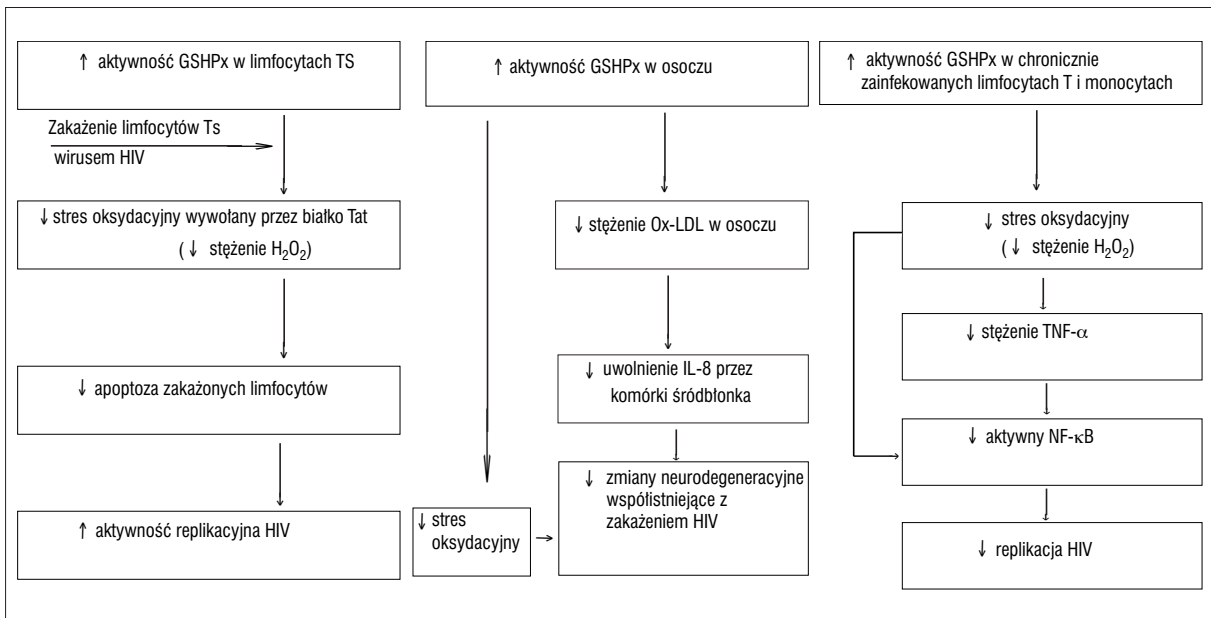 ↑ aktywność GSHPx w limfocytach TS
Zakażenie limfocytów Ts
wirusem HIV
↓ stres oksydacyjny wywołany przez białko Tat
(↓ stężenie H₂O₂)
↓ apoptoza zakażonych limfocytów
↑ aktywność replikacyjna HIV
↑ aktywność GSHPx w osoczu
↓ stężenie Ox-LDL w osoczu
↓ uwolnienie IL-8 przez
komórki śródbłonka
↓ zmiany neurodegeneracyjne
współistniejące z
zakażeniem HIV
↓ stres
oksydacyjny
↑ aktywność GSHPx w chronicznie
zainfekowanych limfocytach T i monocytach
↓ stres oksydacyjny
(↓ stężenie H₂O₂)
↓ stężenie TNF-α
↓ aktywny NF-κB
↓ replikacja HIV